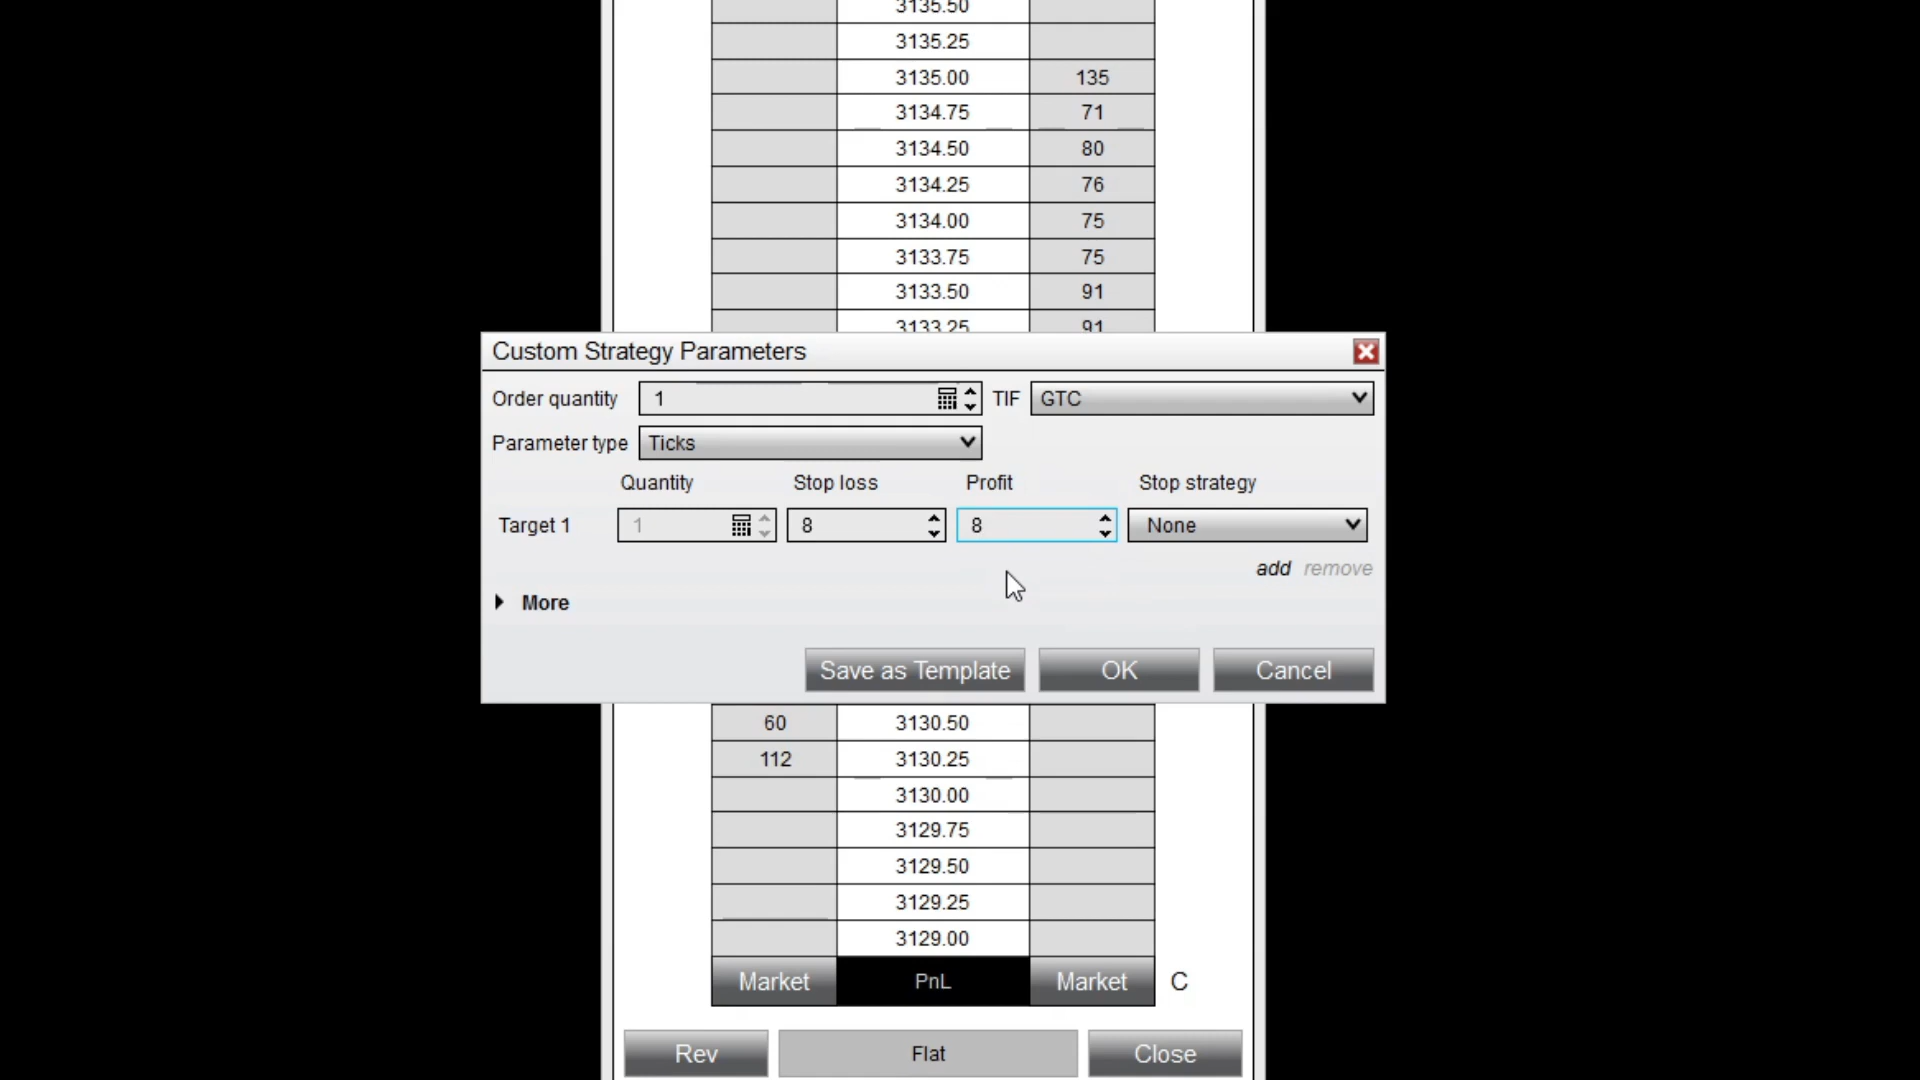 3135.50
3135.25
3135.00 135
3134.75 71
3134.50 80
3134.25 76
3134.00 75
3133.75 75
3133.50 91
3133.25 91
Custom Strategy Parameters
Order quantity 1 TIF GTC
Parameter type Ticks
Quantity Stop loss Profit Stop strategy
Target 1 1 8 8 None
add remove
More
Save as Template OK Cancel
60 3130.50
112 3130.25
3130.00
3129.75
3129.50
3129.25
3129.00
Market PnL Market C
Rev Flat Close